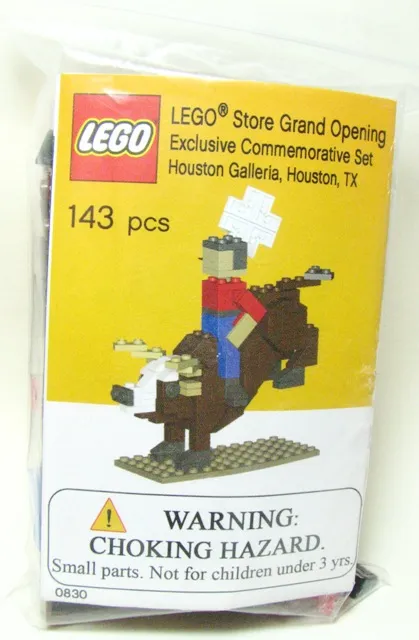 LEGO
LEGO® Store Grand Opening
Exclusive Commemorative Set
Houston Galleria, Houston, TX
143 pcs
WARNING:
CHOKING HAZARD.
Small parts. Not for children under 3 yrs.
0830